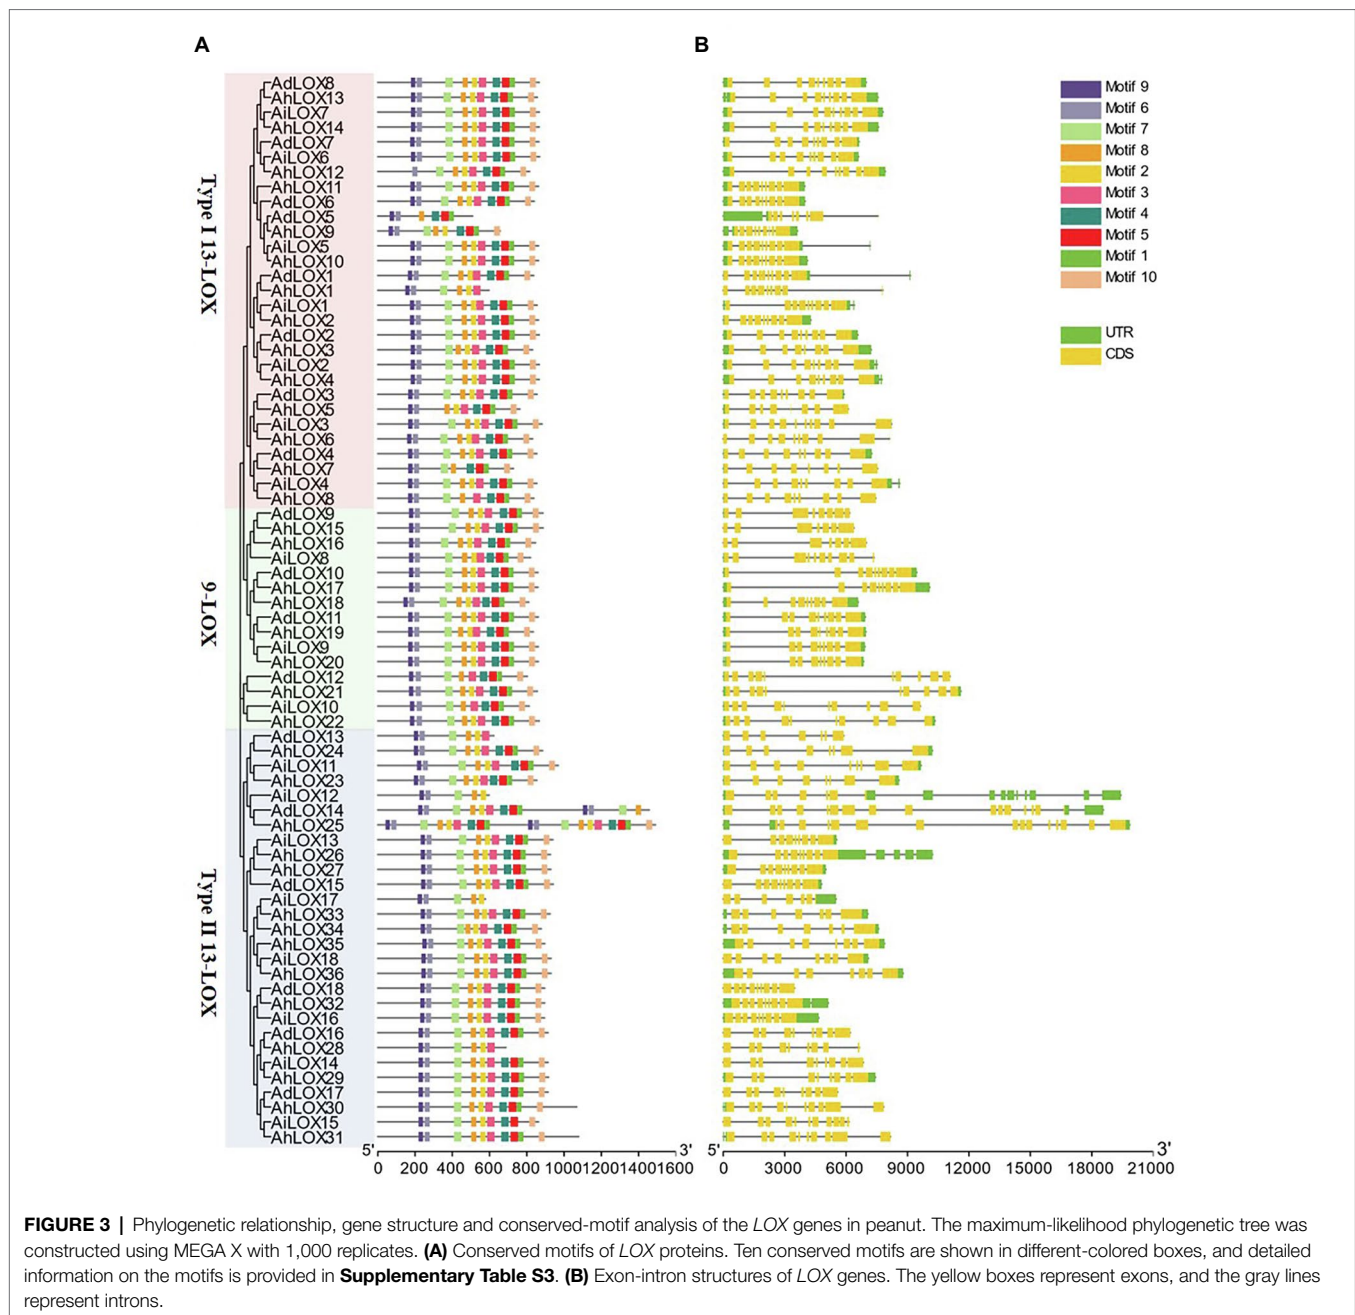 A
B
Type I 13-LOX
AdLOX8
AhLOX13
AiLOX7
AhLOX14
AdLOX7
AiLOX6
AhLOX12
AhLOX11
AdLOX6
AdLOX5
AhLOX9
AiLOX5
AhLOX10
AdLOX1
AhLOX1
AiLOX1
AhLOX2
AdLOX2
AhLOX3
AiLOX2
AhLOX4
AdLOX3
AhLOX5
AiLOX3
AhLOX6
AdLOX4
AhLOX7
AiLOX4
AhLOX8
9-LOX
AdLOX9
AhLOX15
AhLOX16
AiLOX8
AdLOX10
AhLOX17
AhLOX18
AdLOX11
AhLOX19
AiLOX9
AhLOX20
AdLOX12
AhLOX21
AiLOX10
AhLOX22
Type II 13-LOX
AdLOX13
AhLOX24
AiLOX11
AhLOX23
AiLOX12
AdLOX14
AhLOX25
AiLOX13
AhLOX26
AhLOX27
AdLOX15
AiLOX17
AhLOX33
AhLOX34
AhLOX35
AiLOX18
AhLOX36
AdLOX18
AhLOX32
AiLOX16
AdLOX16
AhLOX28
AiLOX14
AhLOX29
AdLOX17
AhLOX30
AiLOX15
AhLOX31
5' 3'
0 200 400 600 800 1000 1200 1400 1600
5' 3'
0 3000 6000 9000 12000 15000 18000 21000
Motif 9
Motif 6
Motif 7
Motif 8
Motif 2
Motif 3
Motif 4
Motif 5
Motif 1
Motif 10
UTR
CDS
FIGURE 3 | Phylogenetic relationship, gene structure and conserved-motif analysis of the LOX genes in peanut. The maximum-likelihood phylogenetic tree was
constructed using MEGA X with 1,000 replicates. (A) Conserved motifs of LOX proteins. Ten conserved motifs are shown in different-colored boxes, and detailed
information on the motifs is provided in Supplementary Table S3. (B) Exon-intron structures of LOX genes. The yellow boxes represent exons, and the gray lines
represent introns.